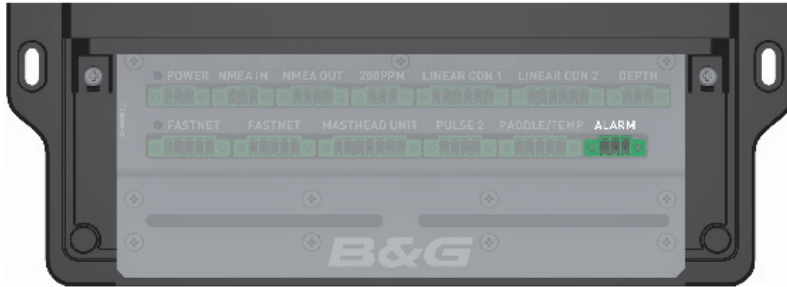 POWER NMEA IN NMEA OUT 200PPM LINEAR CON 1 LINEAR CON 2 DEPTH
FASTNET FASTNET MASTHEAD UNIT PULSE 2 PADDLE/TEMP ALARM
B&G